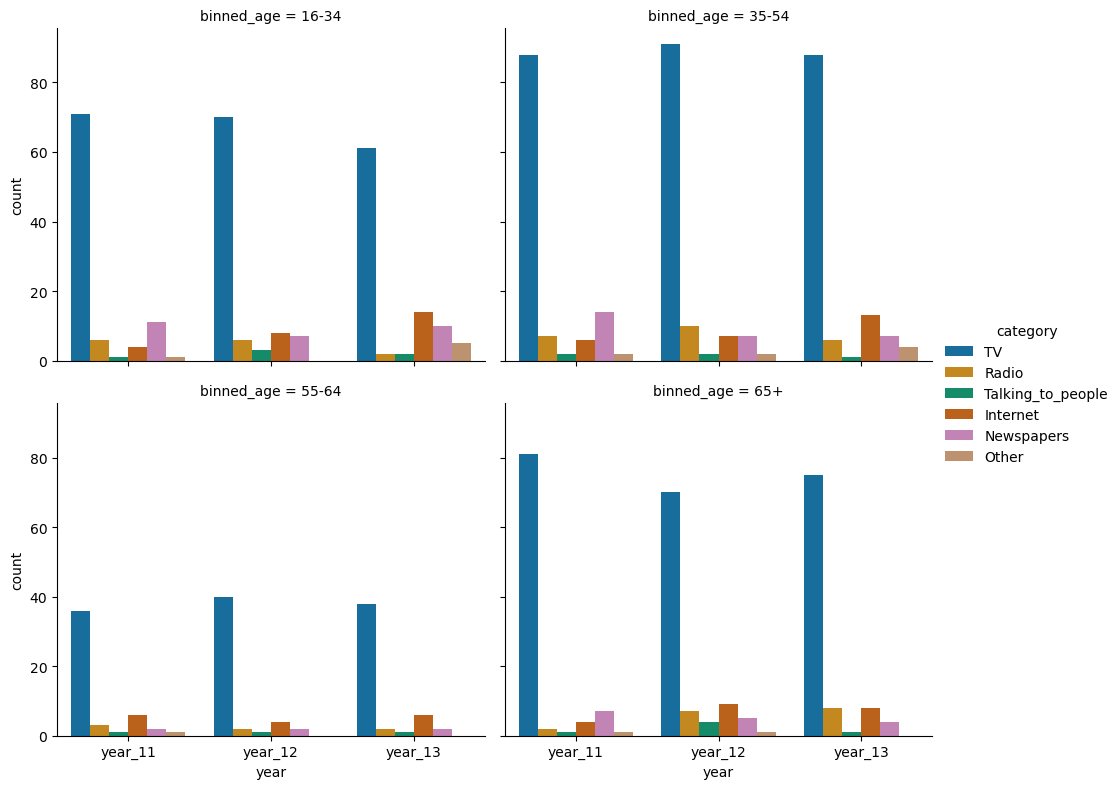 binned_age = 16-34
binned_age = 35-54
80
60
40
20
0
count
binned_age = 55-64
binned_age = 65+
80
60
40
20
0
count
year_11
year_12
year_13
year
year_11
year_12
year_13
year
category
TV
Radio
Talking_to_people
Internet
Newspapers
Other